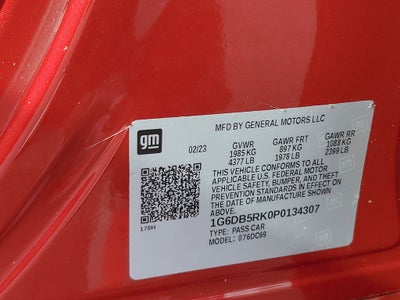 MFD BY GENERAL MOTORS LLC
gm
02/23
GVWR
1985 KG
4377 LB
GAWR FRT
897 KG
1978 LB
GAWR RR
1088 KG
2399 LB
THIS VEHICLE CONFORMS TO ALL
APPLICABLE U.S. FEDERAL MOTOR
VEHICLE SAFETY, BUMPER, AND THEFT
PREVENTION STANDARDS IN EFFECT ON
THE DATE OF MANUFACTURE SHOWN
ABOVE.
1G6DB5RK0P0134307
TYPE: PASS CAR
MODEL: 076DC69
170H